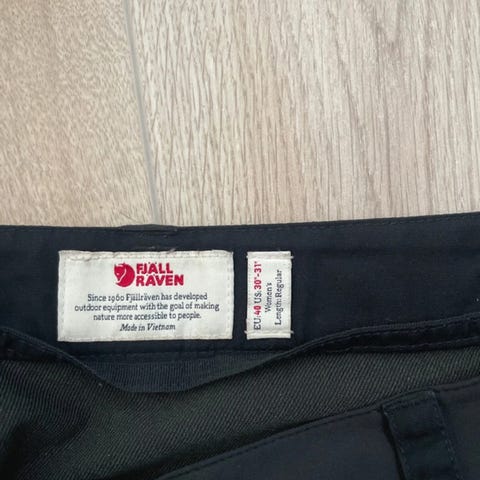 FJÄLL
RÄVEN
Since 1960 Fjällräven has developed
outdoor equipment with the goal of making
nature more accessible to people.
Made in Vietnam
EU: 40 US: 30"-31"
Women's
Length: Regular